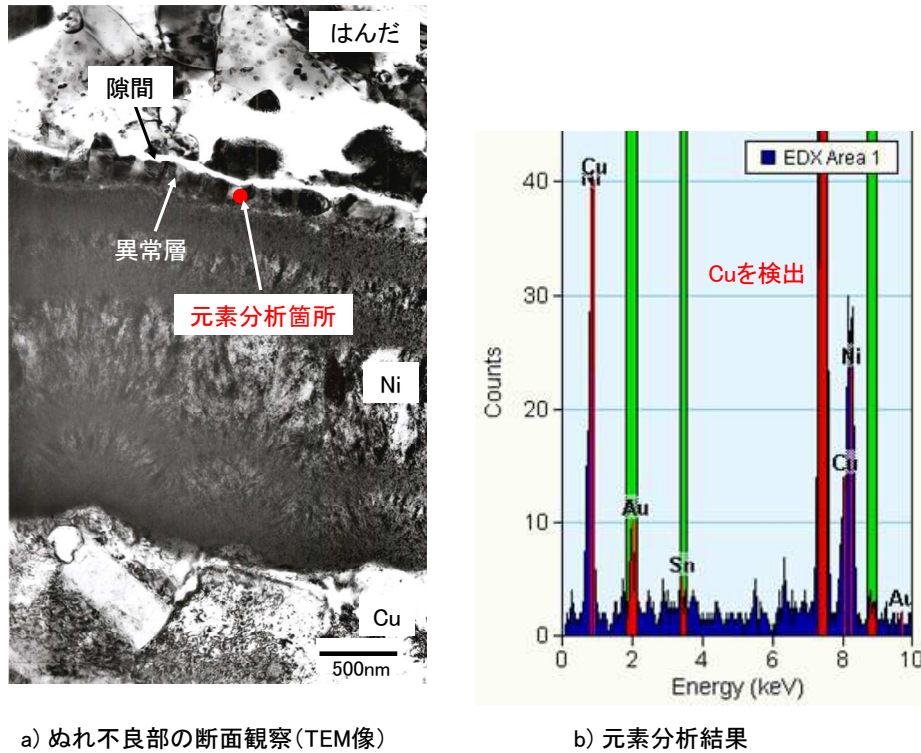 はんだ
隙間
異常層
元素分析箇所
Ni
Cu
500nm
a) ぬれ不良部の断面観察(TEM像)
EDX Area 1
Cuを検出
Cu
Ni
Au
Sn
Ni
Cu
Au
40
30
20
10
0
Counts
0 2 4 6 8 10
Energy (keV)
b) 元素分析結果